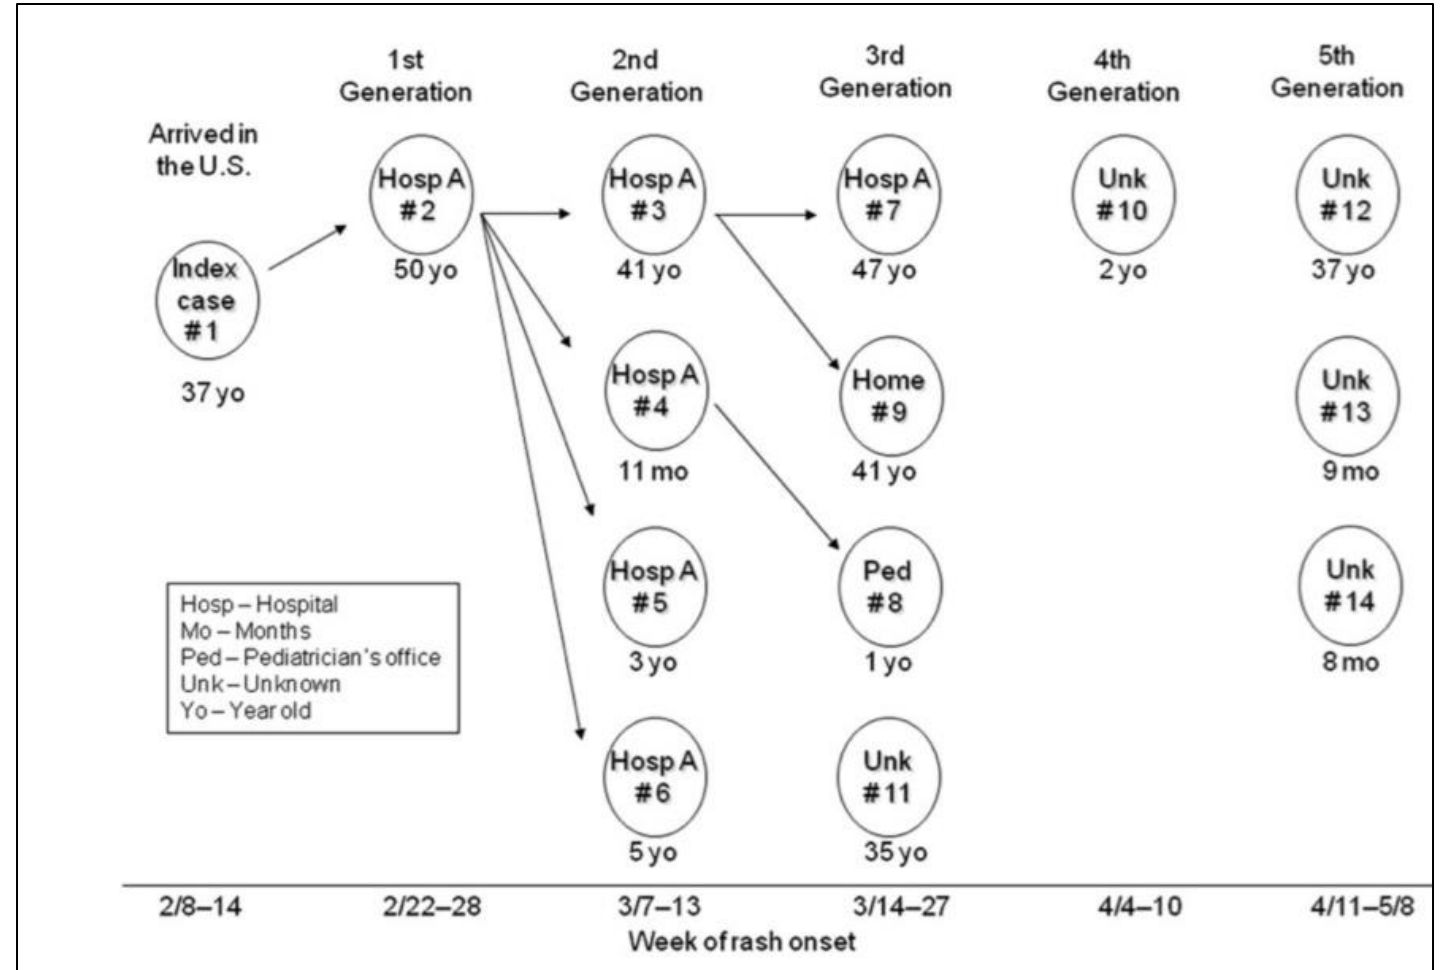 1st
Generation
2nd
Generation
3rd
Generation
4th
Generation
5th
Generation
Arrived in
the U.S.
Index
case
#1
37 yo
Hosp A
#2
50 yo
Hosp A
#3
41 yo
Hosp A
#4
11 mo
Hosp A
#5
3 yo
Hosp A
#6
5 yo
Hosp A
#7
47 yo
Home
#9
41 yo
Ped
#8
1 yo
Unk
#11
35 yo
Unk
#10
2 yo
Unk
#12
37 yo
Unk
#13
9 mo
Unk
#14
8 mo
Hosp – Hospital
Mo – Months
Ped – Pediatrician's office
Unk – Unknown
Yo – Year old
2/8–14 2/22–28 3/7–13 3/14–27 4/4–10 4/11–5/8
Week of rash onset